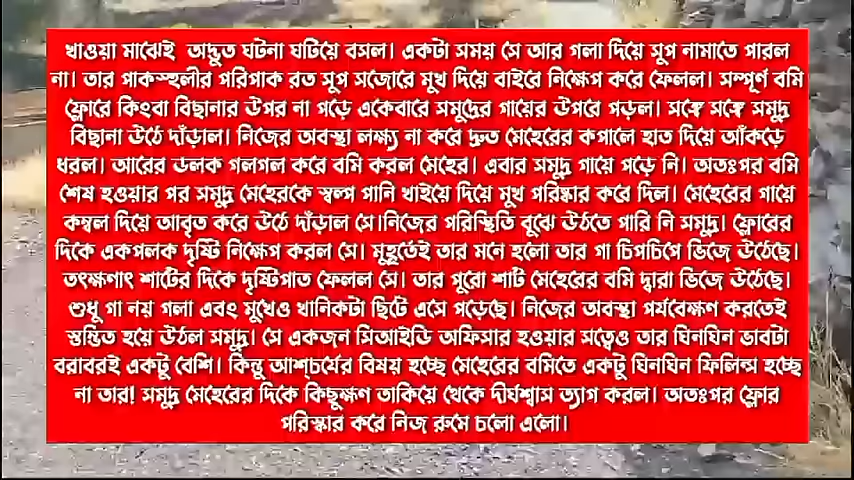 খাওয়া মাঝেই অদ্ভুত ঘটনা ঘটিয়ে বসল। একটা সময় সে আর গলা দিয়ে সুপ নামাতে পারল
না। তার পাকস্হলীর পরিপাক রত সুপ সজোরে মুখ দিয়ে বাইরে নিক্ষেপ করে ফেলল। সম্পূর্ণ বমি
ফ্লোরে কিংবা বিছানার উপর না পড়ে একেবারে সমুদ্রের গায়ের উপরে পড়ল। সঙ্গে সঙ্গে সমুদ্র
বিছানা উঠে দাঁড়াল। নিজের অবস্থা লক্ষ্য না করে দ্রুত মেহেরের কপালে হাত দিয়ে আঁকড়ে
ধরল। আরের ডলক গলগল করে বমি করল মেহের। এবার সমুদ্র গায়ে পড়ে নি। অতঃপর বমি
শেষ হওয়ার পর সমুদ্র মেহেরকে স্বল্প পানি খাইয়ে দিয়ে মুখ পরিষ্কার করে দিল। মেহেরের গায়ে
কম্বল দিয়ে আবৃত করে উঠে দাঁড়াল সে।নিজের পরিস্থিতি বুঝে উঠতে পারি নি সমুদ্র। ফ্লোরের
দিকে একপলক দৃষ্টি নিক্ষেপ করল সে। মুহূর্তেই তার মনে হলো তার গা চিপচিপে ভিজে উঠেছে।
তৎক্ষণাৎ শার্টের দিকে দৃষ্টিপাত ফেলল সে। তার পুরো শার্ট মেহেরের বমি দ্বারা ভিজে উঠেছে।
শুধু গা নয় গলা এবং মুখেও খানিকটা ছিটে এসে পড়েছে। নিজের অবস্থা পর্যবেক্ষণ করতেই
স্তম্ভিত হয়ে উঠল সমুদ্র। সে একজন সিআইডি অফিসার হওয়ার সত্বেও তার ঘিনঘিন ভাবটা
বরাবরই একটু বেশি। কিন্তু আশ্চর্যের বিষয় হচ্ছে মেহেরের বমিতে একটু ঘিনঘিন ফিলিন্স হচ্ছে
না তার! সমুদ্র মেহেরের দিকে কিছুক্ষণ তাকিয়ে থেকে দীর্ঘশ্বাস ত্যাগ করল। অতঃপর ফ্লোর
পরিস্কার করে নিজ রুমে চলো এলো।